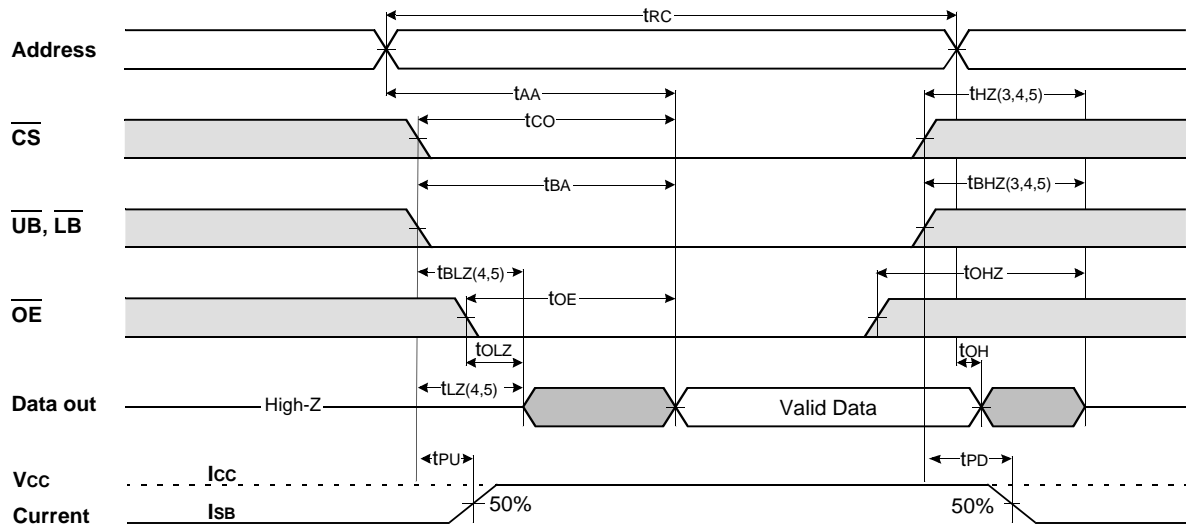 tRC
Address
tAA
tHZ(3,4,5)
CS
tCO
tBA
tBHZ(3,4,5)
UB, LB
tBLZ(4,5)
tOHZ
OE
tOE
tOLZ
tOH
tLZ(4,5)
Data out
High-Z
Valid Data
tPU
tPD
VCC
ICC
50%
50%
Current
ISB